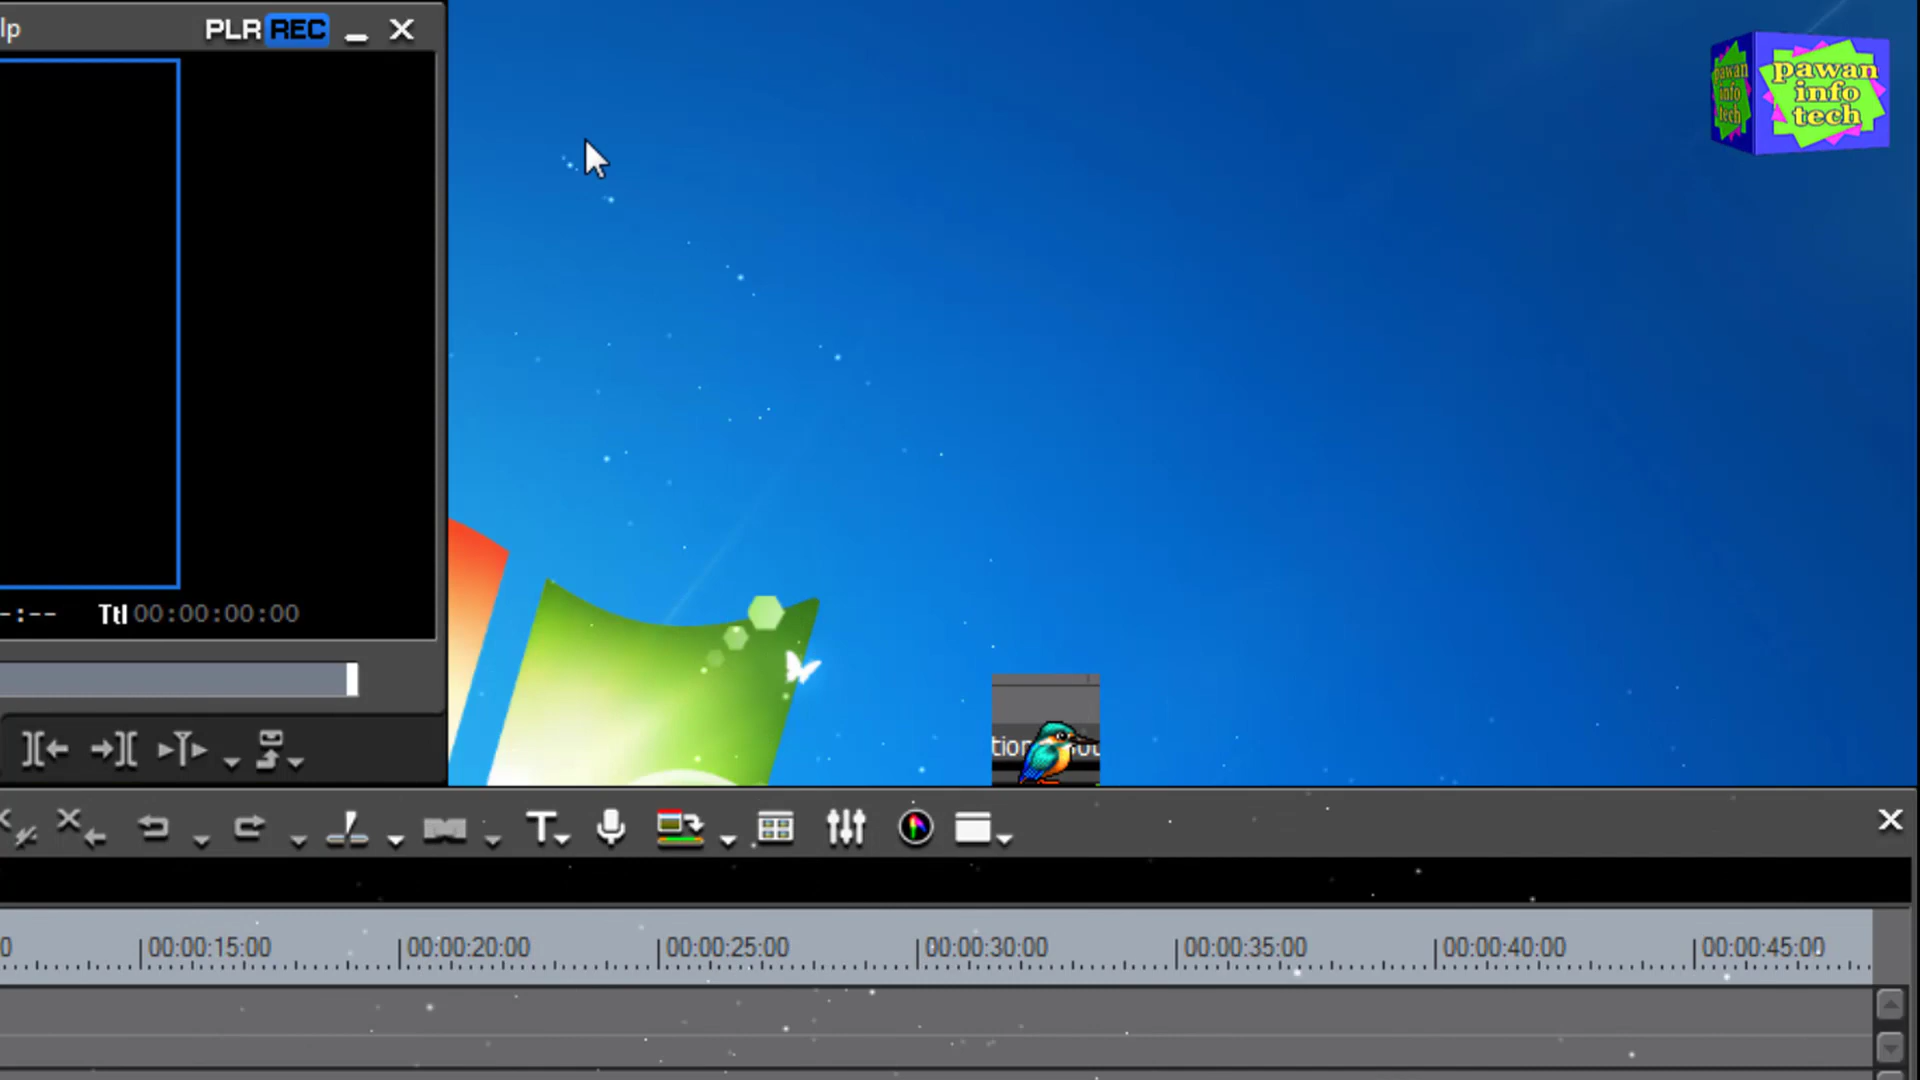 lp
PLR REC
pawan
info
tech
pawan
info
tech
--:-- Ttl 00:00:00:00
T
0 00:00:15:00 00:00:20:00 00:00:25:00 00:00:30:00 00:00:35:00 00:00:40:00 00:00:45:00